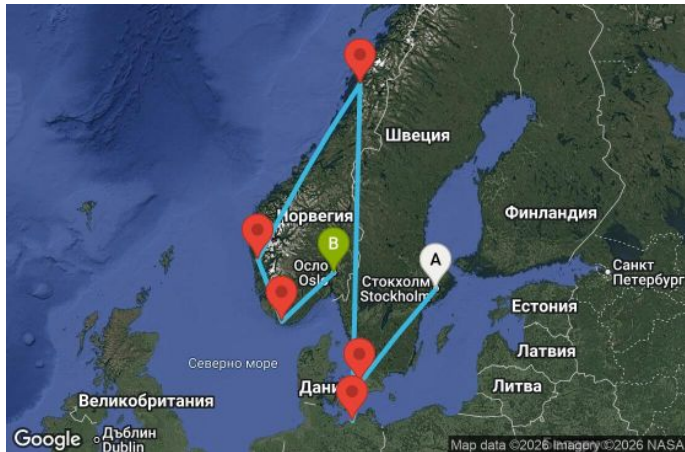 Швеция
Норвегия
Финландия
B
Осло
Oslo
A
Стокхолм
Stockholm
Санкт
Петербург
Естония
Латвия
Северно море
Дани
Литва
Великобритания
Дъблин
Dublin
Google
Map data ©2026 Imagery ©2026 NASA